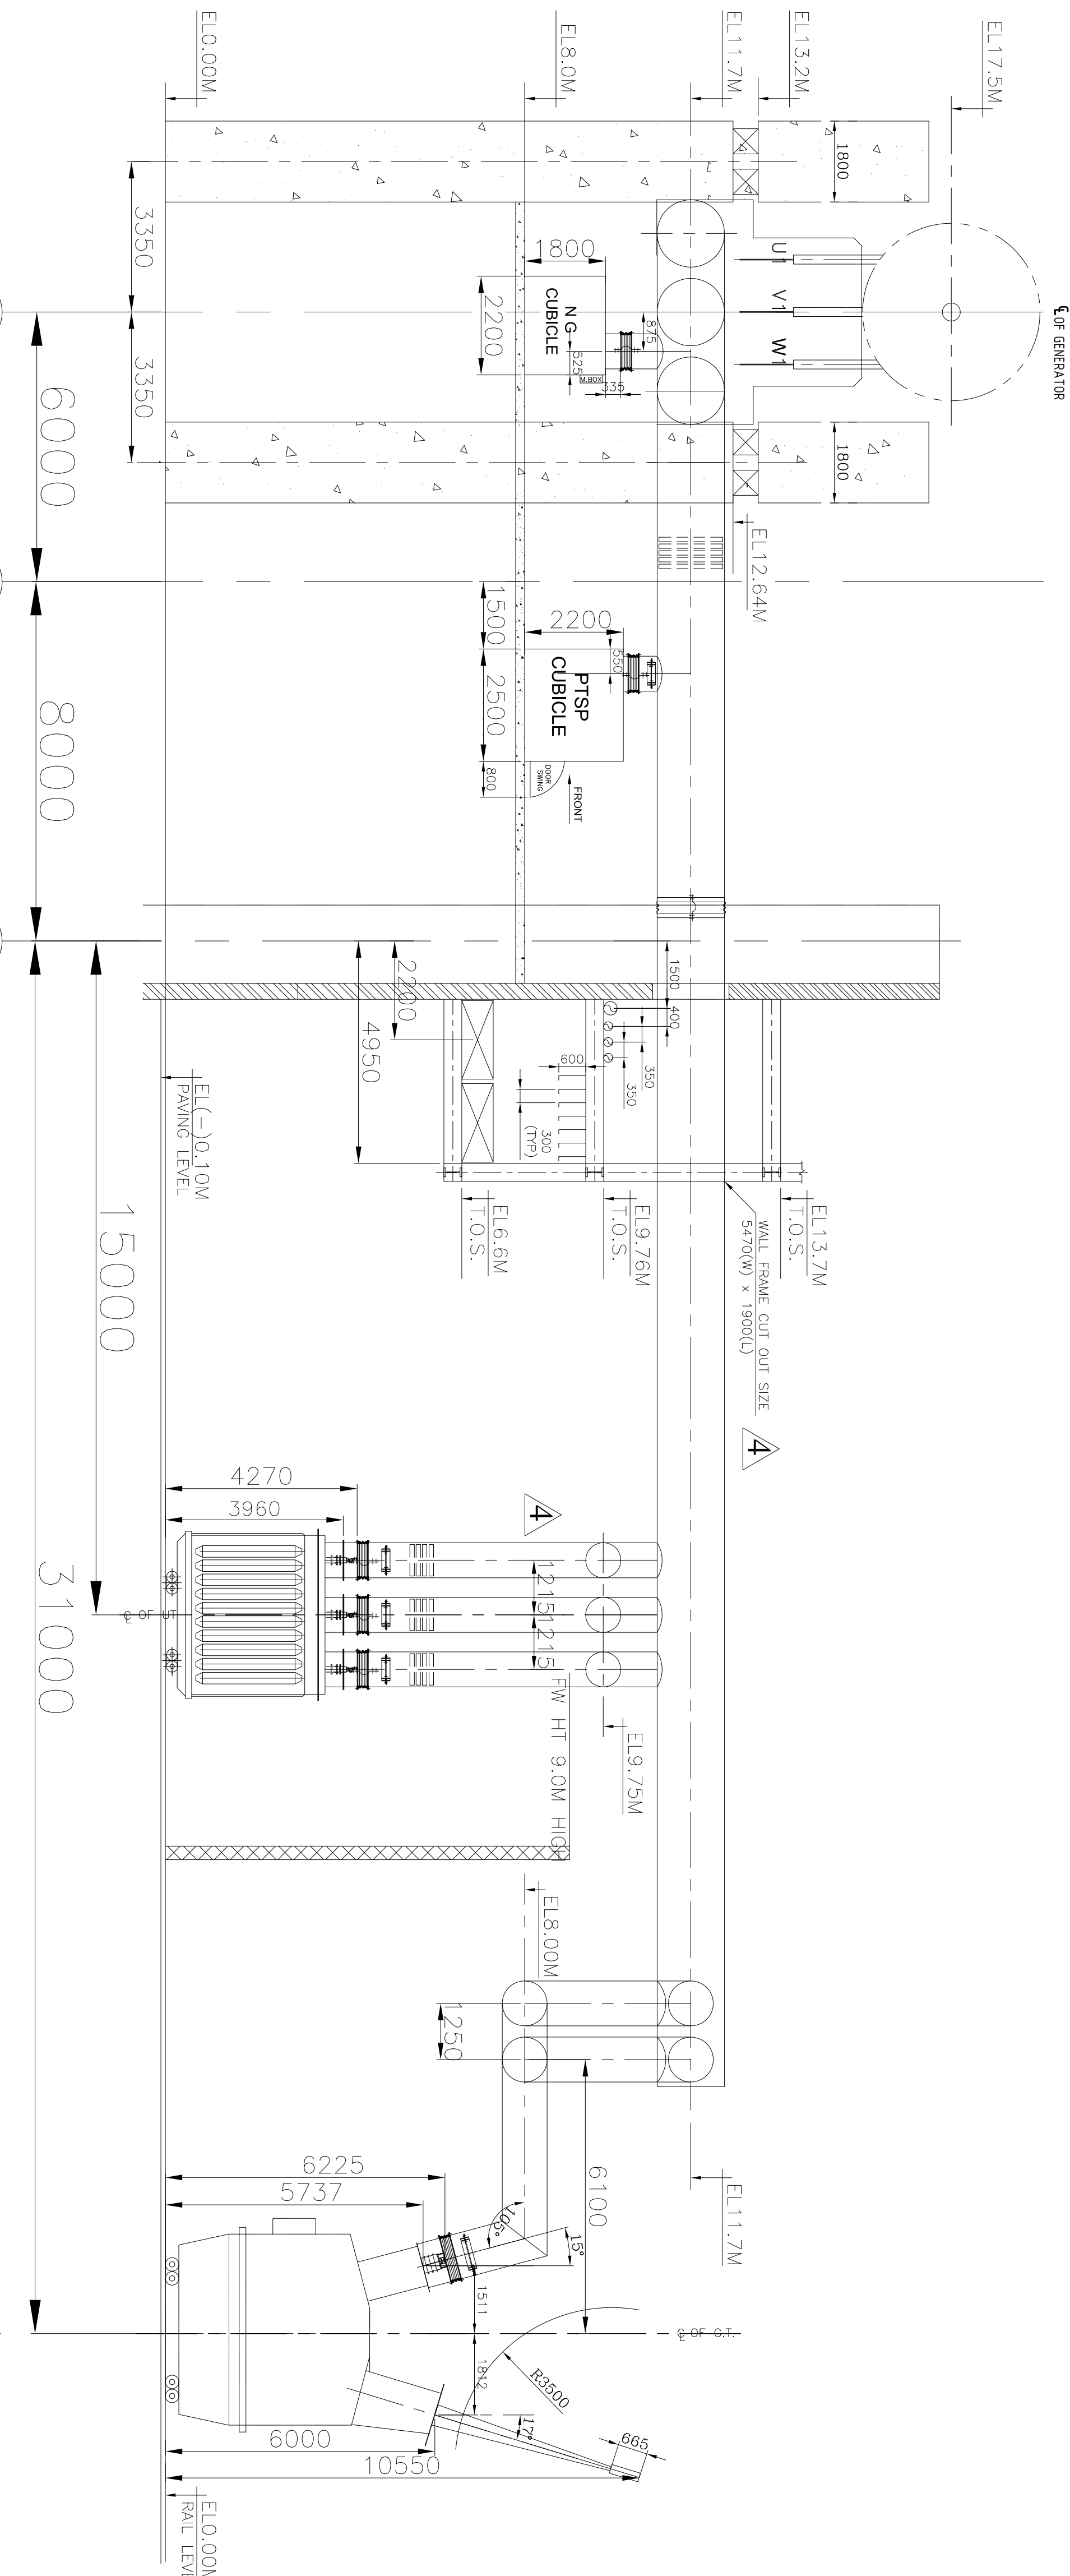 ℄ OF GENERATOR
EL17.5M
EL13.2M
EL11.7M
EL8.0M
EL0.00M
1800
1800
U1
V1
W1
EL12.64M
3350
3350
6000
8000
15000
31000
1800
2200
N G
CUBICLE
875
525
M.BOX
335
1500
2500
800
2200
550
PTSP
CUBICLE
DOOR
SWING
FRONT
2200
4950
1500
400
350
350
600
300
(TYP)
EL(-)0.10M
PAVING LEVEL
EL6.6M
T.O.S.
EL9.76M
T.O.S.
EL13.7M
T.O.S.
WALL FRAME CUT OUT SIZE
5470(W) x 1900(L)
4
4
4270
3960
1215
1215
℄ OF UT
EL9.75M
FW HT 9.0M HIGH
EL8.00M
1250
6100
EL11.7M
6225
5737
105°
15°
1511
1812
℄ OF G.T.
R3500
17°
665
6000
10550
EL0.00M
RAIL LEVEL